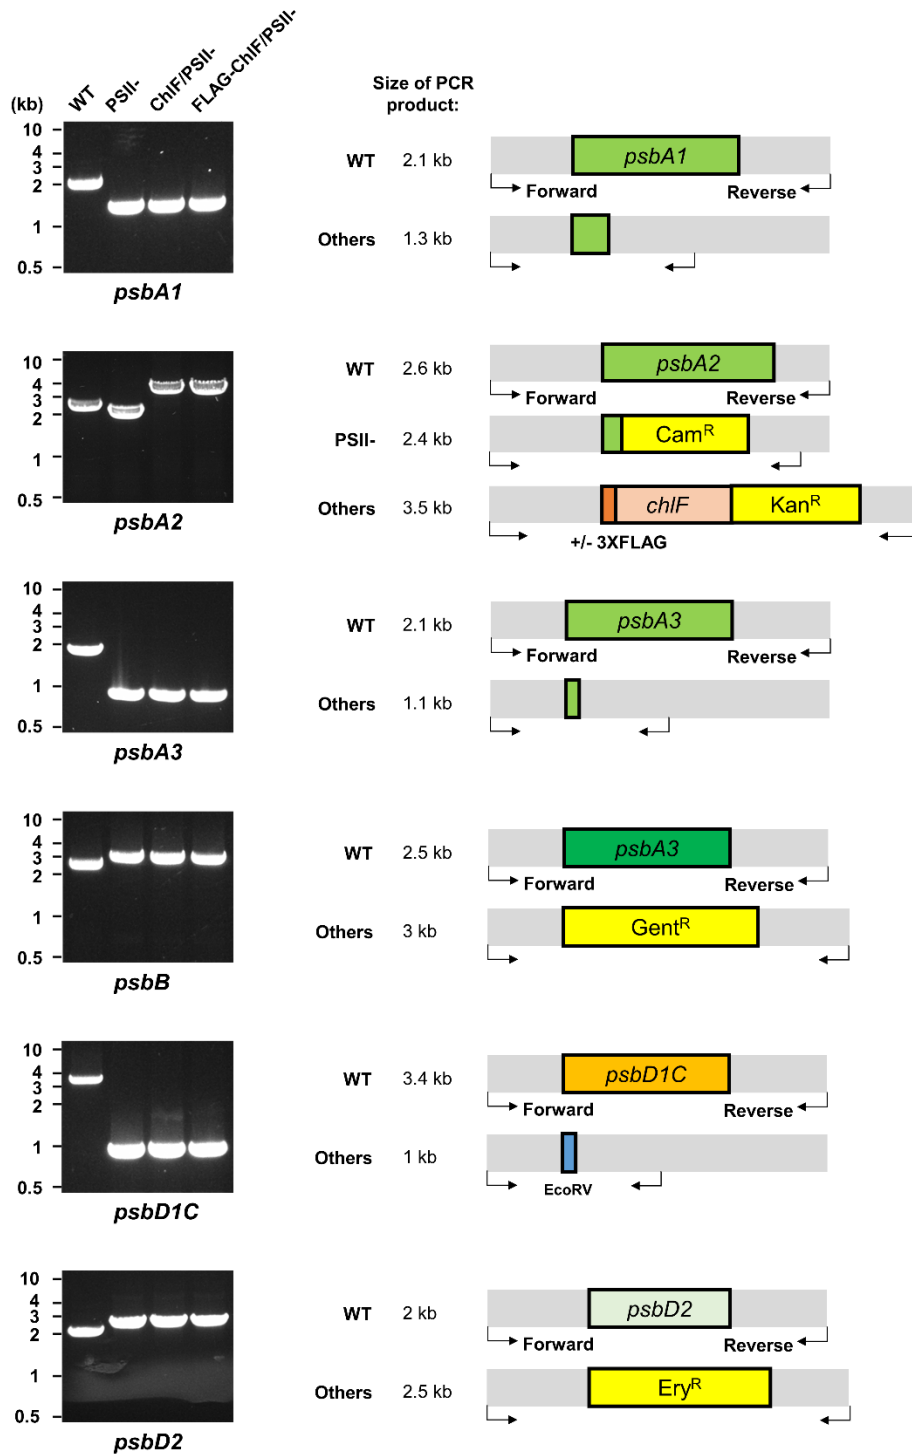 WT PSII- ChlF/PSII- FLAG-ChlF/PSII-
(kb)
Size of PCR
product:
10
4
3
2
1
0.5
psbA1
WT 2.1 kb psbA1
Forward Reverse
Others 1.3 kb
10
4
3
2
1
0.5
psbA2
WT 2.6 kb psbA2
Forward Reverse
PSII- 2.4 kb Cam^R
Others 3.5 kb chlF Kan^R
+/- 3XFLAG
10
4
3
2
1
0.5
psbA3
WT 2.1 kb psbA3
Forward Reverse
Others 1.1 kb
10
4
3
2
1
0.5
psbB
WT 2.5 kb psbA3
Forward Reverse
Others 3 kb Gent^R
10
4
3
2
1
0.5
psbD1C
WT 3.4 kb psbD1C
Forward Reverse
Others 1 kb
EcoRV
10
4
3
2
1
0.5
psbD2
WT 2 kb psbD2
Forward Reverse
Others 2.5 kb Ery^R